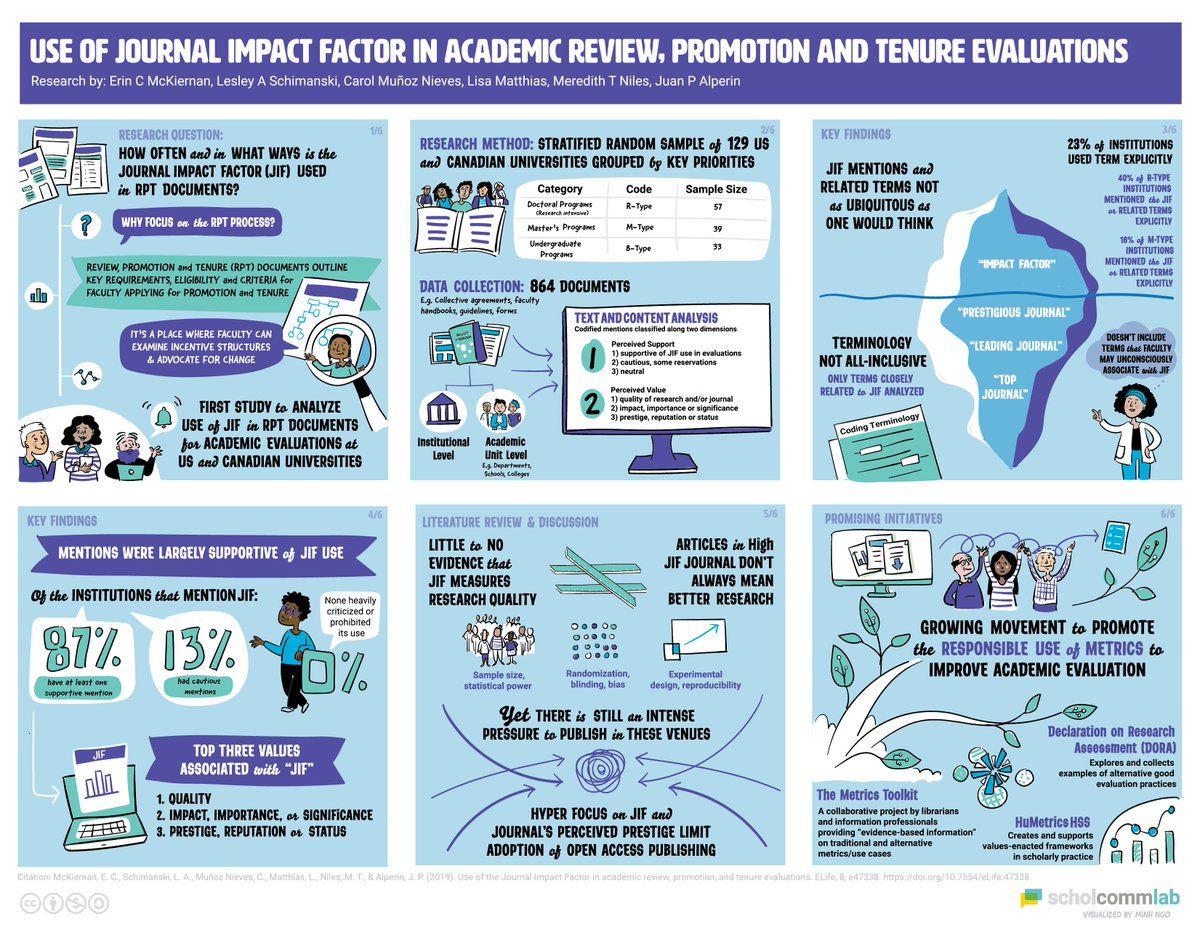 USE OF JOURNAL IMPACT FACTOR IN ACADEMIC REVIEW, PROMOTION AND TENURE EVALUATIONS
Research by: Erin C McKiernan, Lesley A Schimanski, Carol Muñoz Nieves, Lisa Matthias, Meredith T Niles, Juan P Alperin
1/6
RESEARCH QUESTION:
HOW OFTEN and in WHAT WAYS is the
JOURNAL IMPACT FACTOR (JIF) USED
in RPT DOCUMENTS?
?
WHY FOCUS on the RPT PROCESS?
REVIEW, PROMOTION and TENURE (RPT) DOCUMENTS OUTLINE
KEY REQUIREMENTS, ELIGIBILITY and CRITERIA for
FACULTY APPLYING for PROMOTION and TENURE
IT'S A PLACE WHERE FACULTY CAN
EXAMINE INCENTIVE STRUCTURES
& ADVOCATE FOR CHANGE
FIRST STUDY to ANALYZE
USE of JIF in RPT DOCUMENTS
for ACADEMIC EVALUATIONS at
US and CANADIAN UNIVERSITIES
2/6
RESEARCH METHOD: STRATIFIED RANDOM SAMPLE of 129 US
and CANADIAN UNIVERSITIES GROUPED by KEY PRIORITIES
Category Code Sample Size
Doctoral Programs
(Research intensive)
R-Type 57
Master's Programs M-Type 39
Undergraduate
Programs
B-Type 33
DATA COLLECTION: 864 DOCUMENTS
E.g. Collective agreements, faculty
handbooks, guidelines, forms
Institutional
Level
Academic
Unit Level
E.g. Departments,
Schools, Colleges
TEXT AND CONTENT ANALYSIS
Codified mentions classified along two dimensions
1
Perceived Support
1) supportive of JIF use in evaluations
2) cautious, some reservations
3) neutral
2
Perceived Value
1) quality of research and/or journal
2) impact, importance or significance
3) prestige, reputation or status
3/6
KEY FINDINGS
JIF MENTIONS and
RELATED TERMS NOT
as UBIQUITOUS as
ONE WOULD THINK
23% of INSTITUTIONS
USED TERM EXPLICITLY
40% of R-TYPE
INSTITUTIONS
MENTIONED the JIF
or RELATED TERMS
EXPLICITLY
18% of M-TYPE
INSTITUTIONS
MENTIONED the JIF
or RELATED TERMS
EXPLICITLY
"IMPACT FACTOR"
"PRESTIGIOUS JOURNAL"
"LEADING JOURNAL"
"TOP
JOURNAL"
TERMINOLOGY
NOT ALL-INCLUSIVE
ONLY TERMS CLOSELY
RELATED to JIF ANALYZED
Coding Terminology
DOESN'T INCLUDE
TERMS that FACULTY
MAY UNCONSCIOUSLY
ASSOCIATE with JIF
4/6
KEY FINDINGS
MENTIONS WERE LARGELY SUPPORTIVE of JIF USE
Of the INSTITUTIONS that MENTION JIF:
87%
have at least one
supportive mention
13%
had cautious
mentions
None heavily
criticized or
prohibited
its use
0%
JIF
TOP THREE VALUES
ASSOCIATED with "JIF"
1. QUALITY
2. IMPACT, IMPORTANCE, or SIGNIFICANCE
3. PRESTIGE, REPUTATION or STATUS
5/6
LITERATURE REVIEW & DISCUSSION
LITTLE to NO
EVIDENCE that
JIF MEASURES
RESEARCH QUALITY
ARTICLES in High
JIF JOURNAL DON'T
ALWAYS MEAN
BETTER RESEARCH
Sample size,
statistical power
Randomization,
blinding, bias
Experimental
design, reproducibility
Yet THERE is STILL an INTENSE
PRESSURE to PUBLISH in THESE VENUES
HYPER FOCUS on JIF and
JOURNAL'S PERCEIVED PRESTIGE LIMIT
ADOPTION of OPEN ACCESS PUBLISHING
6/6
PROMISING INITIATIVES
GROWING MOVEMENT to PROMOTE
the RESPONSIBLE USE of METRICS to
IMPROVE ACADEMIC EVALUATION
Declaration on Research
Assessment (DORA)
Explores and collects
examples of alternative good
evaluation practices
The Metrics Toolkit
A collaborative project by librarians
and information professionals
providing "evidence-based information"
on traditional and alternative
metrics/use cases
HuMetricsHSS
Creates and supports
values-enacted frameworks
in scholarly practice
Citation: McKiernan, E. C., Schimanski, L. A., Muñoz Nieves, C., Matthias, L., Niles, M. T., & Alperin, J. P. (2019). Use of the Journal Impact Factor in academic review, promotion, and tenure evaluations. ELife, 8, e47338. https://doi.org/10.7554/eLife.47338
cc
scholcommlab
VISUALIZED BY MINH NGO